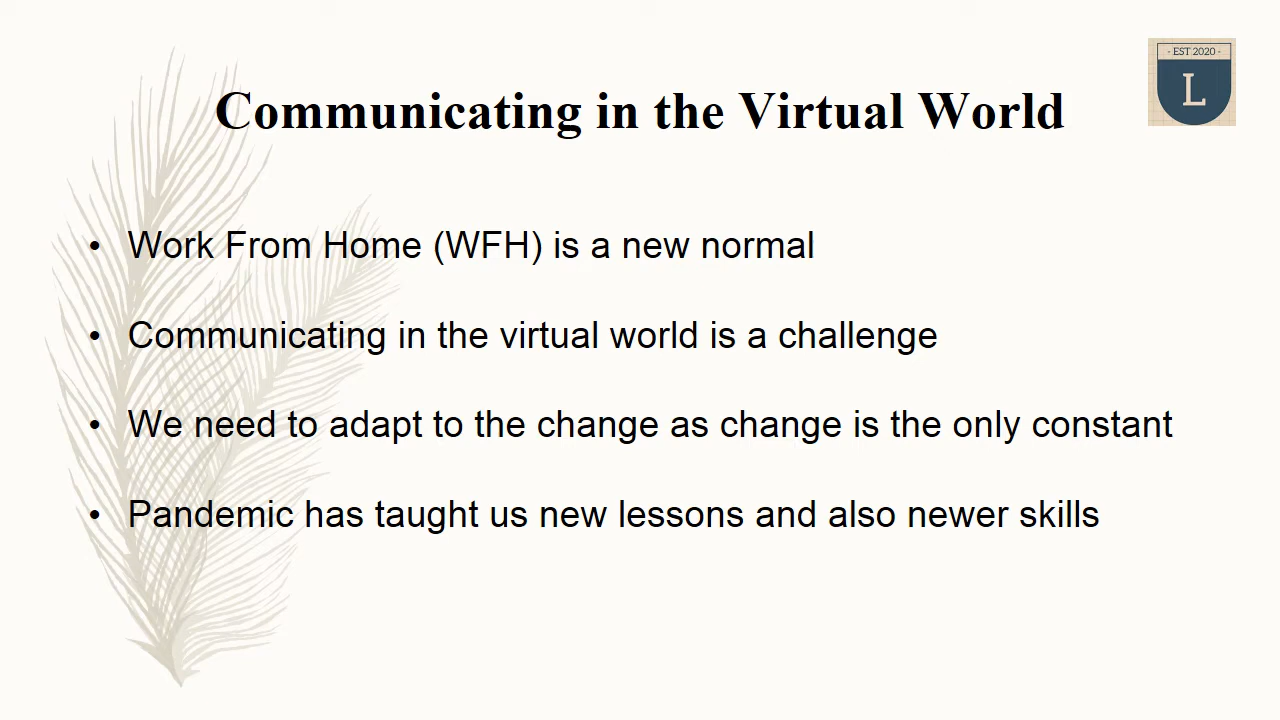 - EST 2020 -
L
Communicating in the Virtual World
• Work From Home (WFH) is a new normal
• Communicating in the virtual world is a challenge
• We need to adapt to the change as change is the only constant
• Pandemic has taught us new lessons and also newer skills